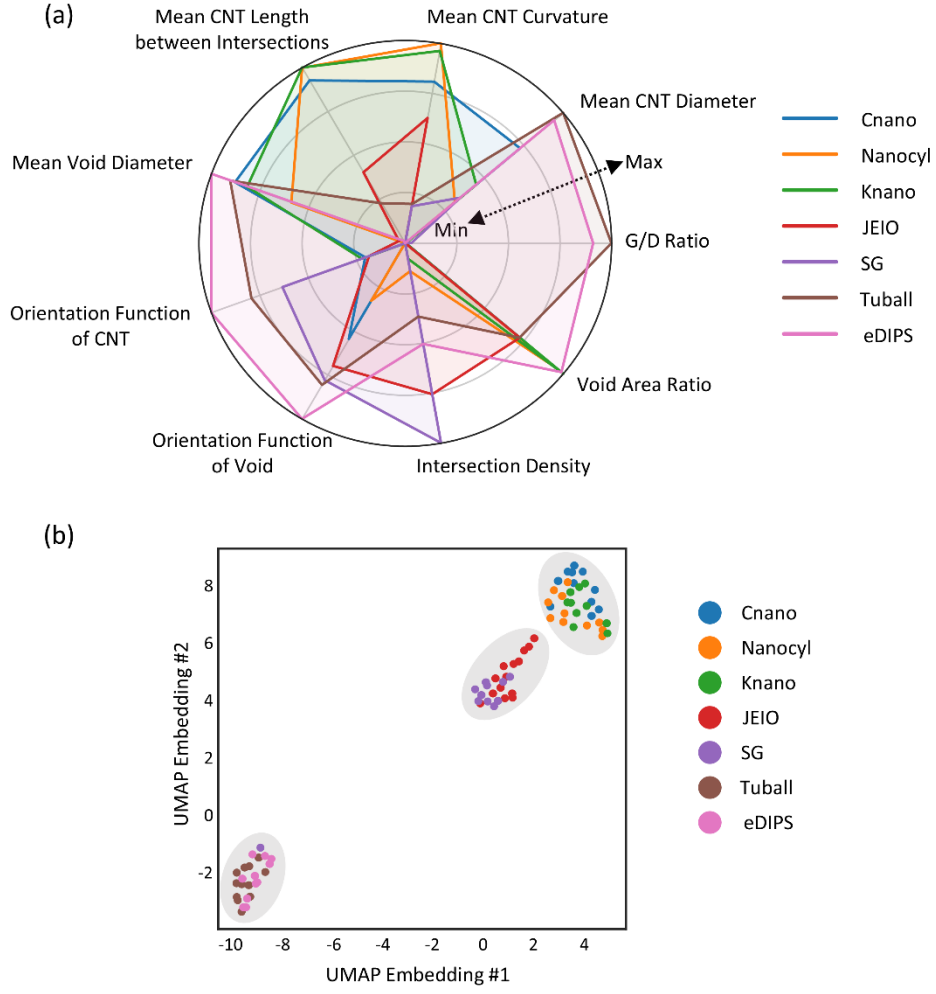 (a)
Mean CNT Length
between Intersections
Mean CNT Curvature
Mean CNT Diameter
Max
Min
G/D Ratio
Void Area Ratio
Intersection Density
Orientation Function
of Void
Orientation Function
of CNT
Mean Void Diameter
Cnano
Nanocyl
Knano
JEIO
SG
Tuball
eDIPS
(b)
UMAP Embedding #2
8
6
4
2
0
-2
-10
-8
-6
-4
-2
0
2
4
UMAP Embedding #1
Cnano
Nanocyl
Knano
JEIO
SG
Tuball
eDIPS